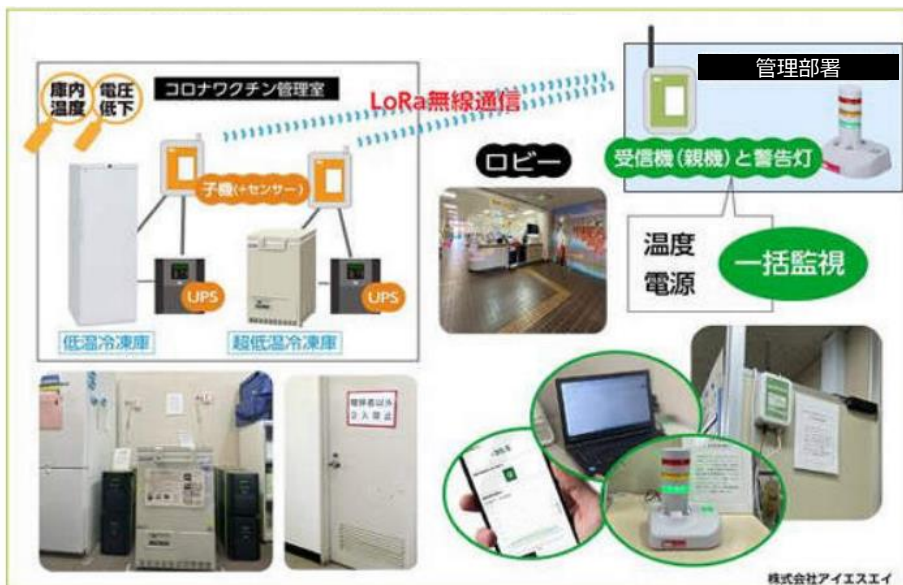 庫内
温度
電圧
低下
コロナワクチン管理室
LoRa無線通信
管理部署
子機(+センサー)
ロビー
受信機(親機)と警告灯
温度
電源
一括監視
UPS
UPS
低温冷凍庫
超低温冷凍庫
関係者以外
立入禁止
株式会社アイエスエイ